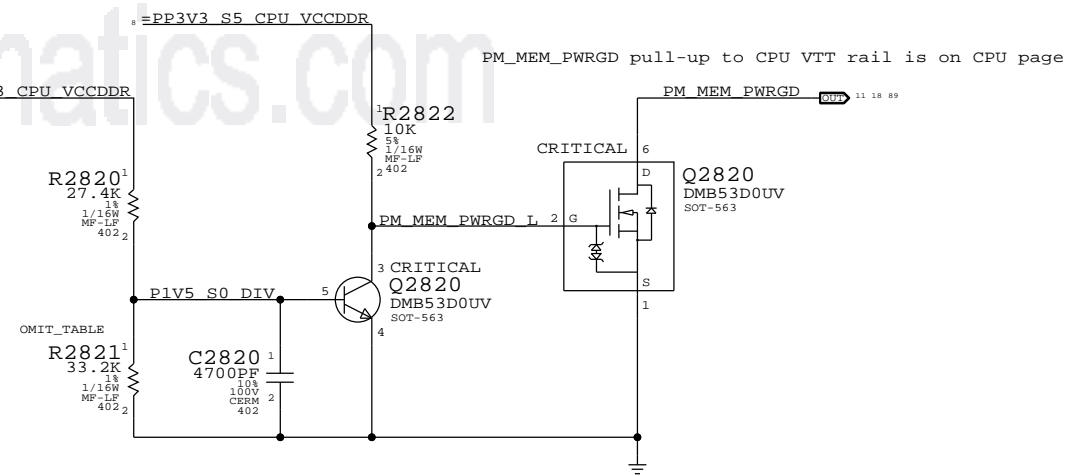 8 =PP3V3_S5_CPU_VCCDDR
matics.com
PM_MEM_PWRGD pull-up to CPU VTT rail is on CPU page
3_CPU_VCCDDR
PM_MEM_PWRGD OUT 11 18 89
1
R2822
10K
5%
1/16W
MF-LF
402
2
CRITICAL 6
D
Q2820
DMB53D0UV
SOT-563
R2820 1
27.4K
1%
1/16W
MF-LF
402 2
PM_MEM_PWRGD_L 2 G
3 CRITICAL
Q2820
DMB53D0UV
SOT-563
S
P1V5_S0_DIV 5
1
4
OMIT_TABLE
R2821 1
33.2K
1%
1/16W
MF-LF
402 2
C2820 1
4700PF
10%
100V
CERM
402
2